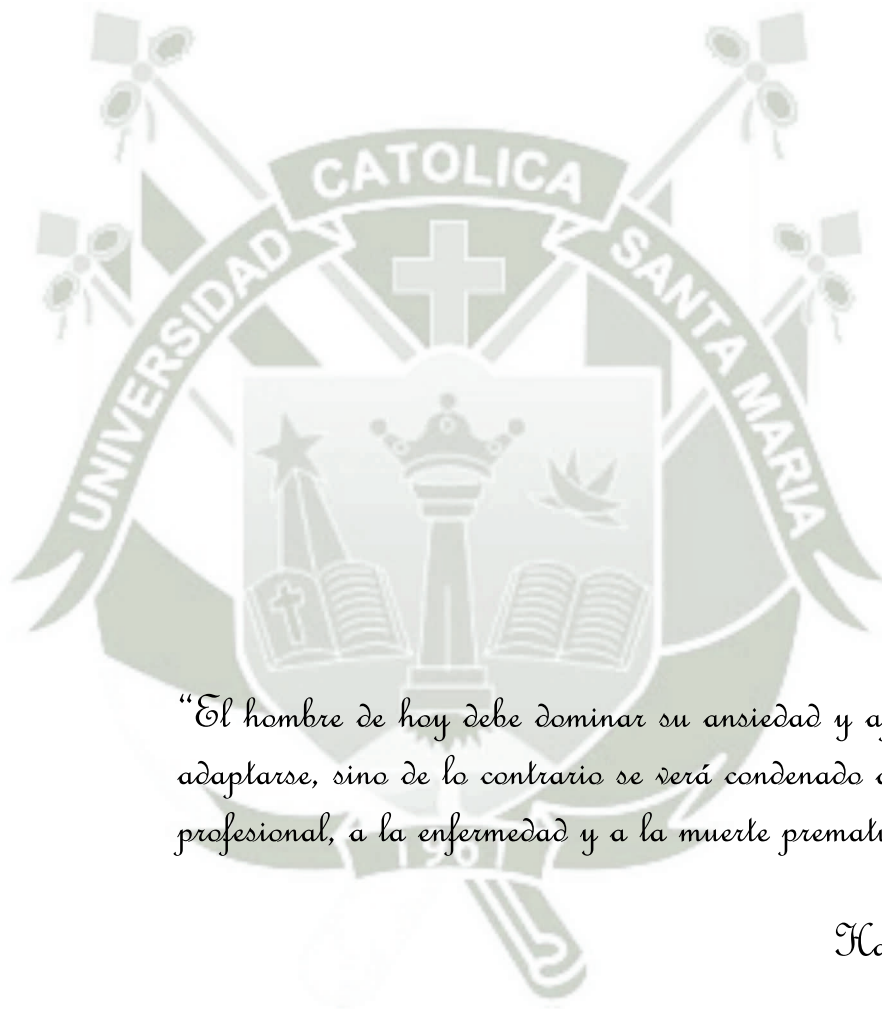 CATOLICA
UNIVERSIDAD
SANTA MARIA
“El hombre de hoy debe dominar su ansiedad y
adaptarse, sino de lo contrario se verá condenado
profesional, a la enfermedad y a la muerte